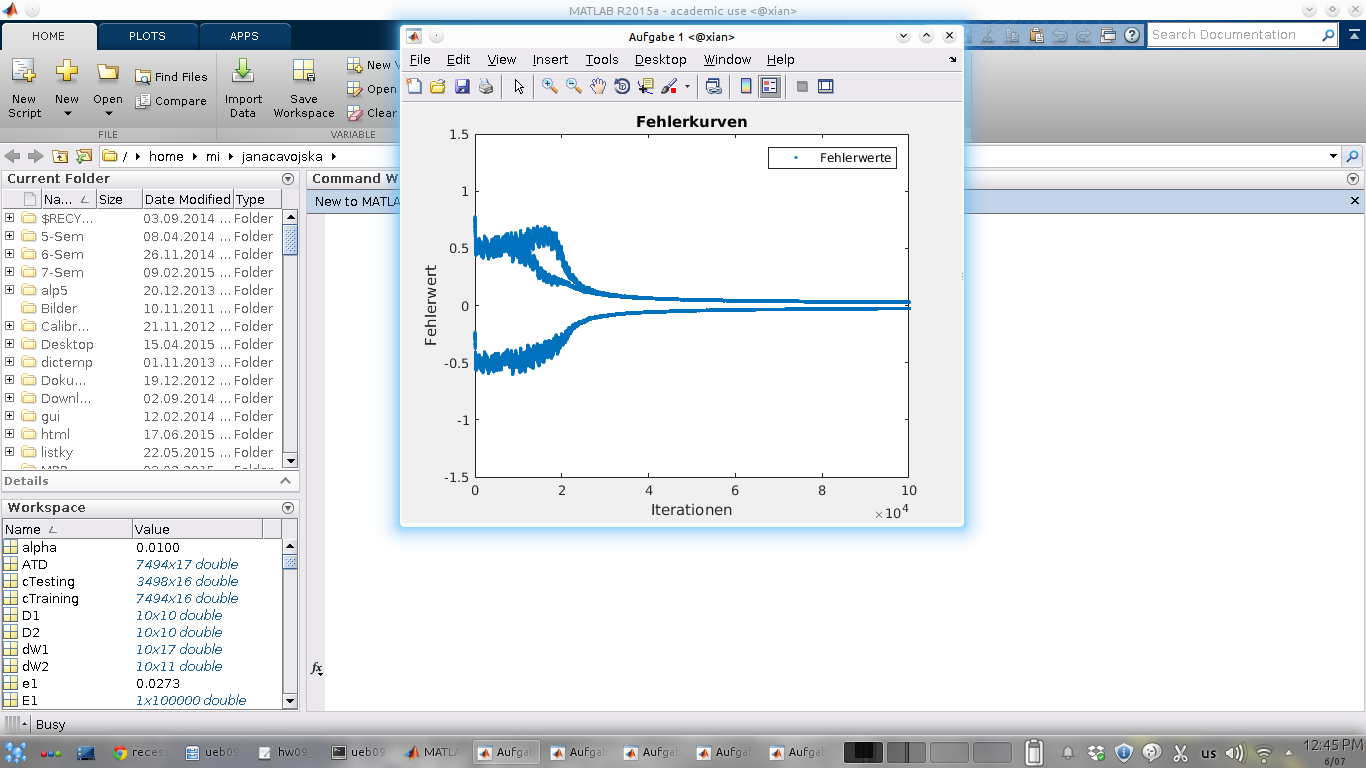 MATLAB R2015a - academic use <@xian>
HOME PLOTS APPS
Search Documentation
New Script
New
Open
Find Files
Compare
Import Data
Save Workspace
New
Open
Clear
FILE
VARIABLE
/ home mi janacavojska
Current Folder
Na... Size Date Modified Type
$RECY... 03.09.2014 ... Folder
5-Sem 08.04.2014 ... Folder
6-Sem 26.11.2014 ... Folder
7-Sem 09.02.2015 ... Folder
alp5 20.12.2013 ... Folder
Bilder 10.11.2011 ... Folder
Calibr... 21.11.2012 ... Folder
Desktop 15.04.2015 ... Folder
dictemp 01.11.2013 ... Folder
Doku... 19.12.2012 ... Folder
Downl... 02.09.2014 ... Folder
gui 12.02.2014 ... Folder
html 17.06.2015 ... Folder
listky 22.05.2015 ... Folder
Details
Workspace
Name Value
alpha 0.0100
ATD 7494x17 double
cTesting 3498x16 double
cTraining 7494x16 double
D1 10x10 double
D2 10x10 double
dW1 10x17 double
dW2 10x11 double
e1 0.0273
E1 1x100000 double
Command W
New to MATLA
fx
Aufgabe 1 <@xian>
File Edit View Insert Tools Desktop Window Help
Fehlerkurven
Fehlerwerte
Fehlerwert
1.5
1
0.5
0
-0.5
-1
-1.5
0 2 4 6 8 10
Iterationen
×10^4
Busy
reces ueb09 hw09_ ueb09 MATLA Aufgab Aufgab Aufgab Aufgab Aufgab
us
12:45 PM
6/07